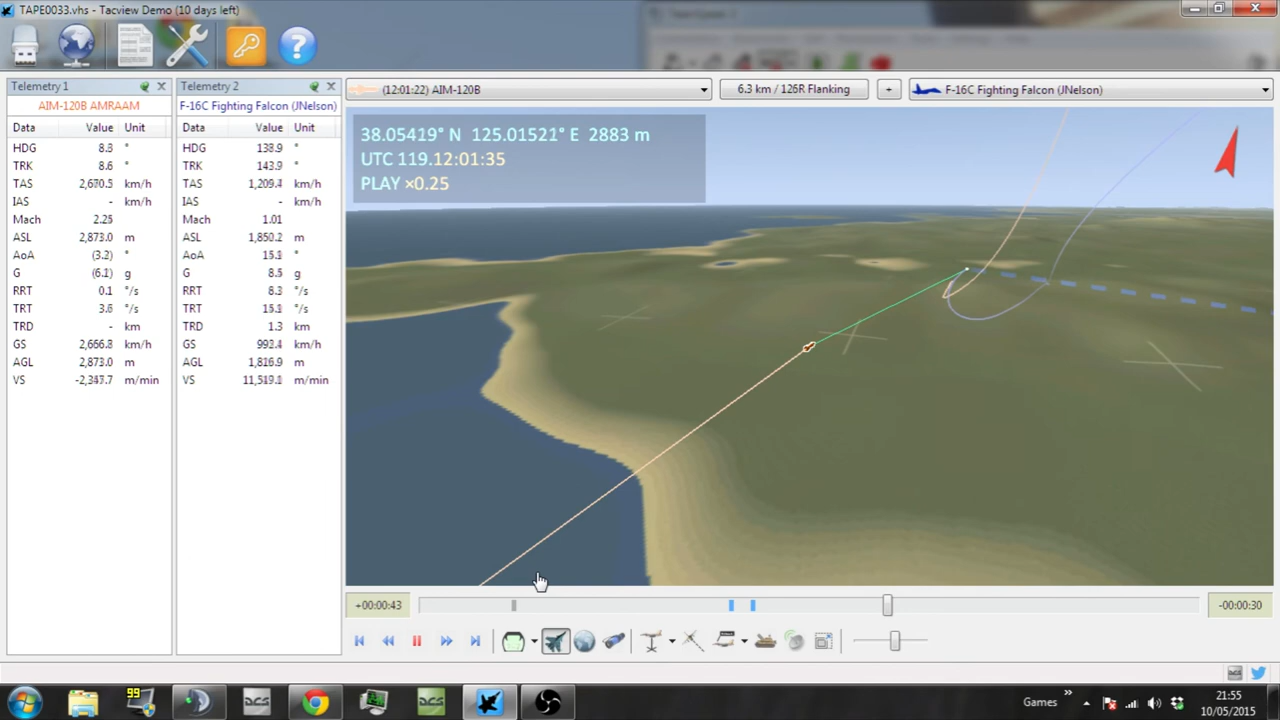 TAPE0033.vhs - Tacview Demo (10 days left)
Telemetry 1
AIM-120B AMRAAM
Data Value Unit
HDG 8.3 °
TRK 8.6 °
TAS 2,670.5 km/h
IAS - km/h
Mach 2.25
ASL 2,873.0 m
AoA (3.2) °
G (6.1) g
RRT 0.1 °/s
TRT 3.6 °/s
TRD - km
GS 2,666.8 km/h
AGL 2,873.0 m
VS -2,347.7 m/min
Telemetry 2
F-16C Fighting Falcon (JNelson)
Data Value Unit
HDG 138.9 °
TRK 143.9 °
TAS 1,209.4 km/h
IAS - km/h
Mach 1.01
ASL 1,850.2 m
AoA 15.1 °
G 8.5 g
RRT 8.3 °/s
TRT 15.1 °/s
TRD 1.3 km
GS 992.4 km/h
AGL 1,816.9 m
VS 11,519.1 m/min
(12:01:22) AIM-120B
6.3 km / 126R Flanking
+
F-16C Fighting Falcon (JNelson)
38.05419° N 125.01521° E 2883 m
UTC 119.12:01:35
PLAY ×0.25
+00:00:43
-00:00:30
99
DCS
DCS
Games
21:55
10/05/2015